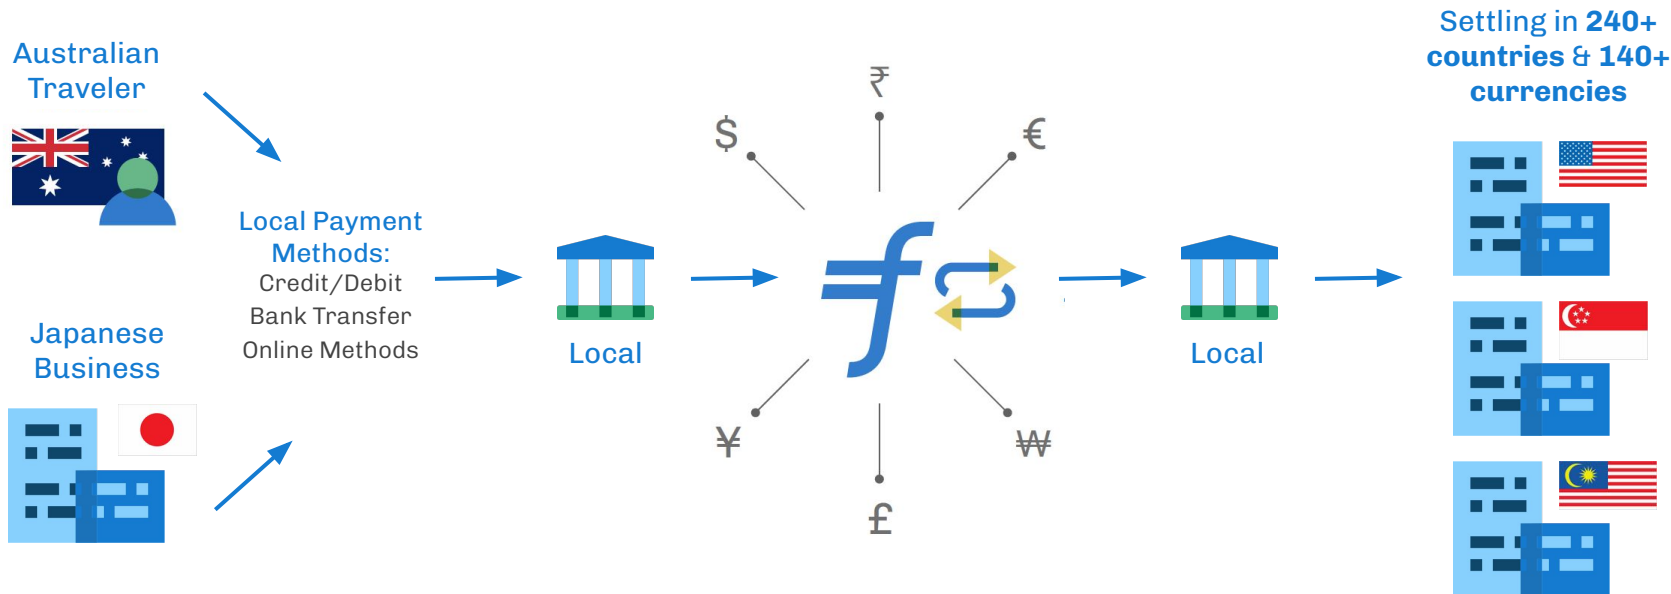 Australian
Traveler
Japanese
Business
Local Payment
Methods:
Credit/Debit
Bank Transfer
Online Methods
Local
$
₹
€
¥
£
₩
Local
Settling in 240+
countries & 140+
currencies